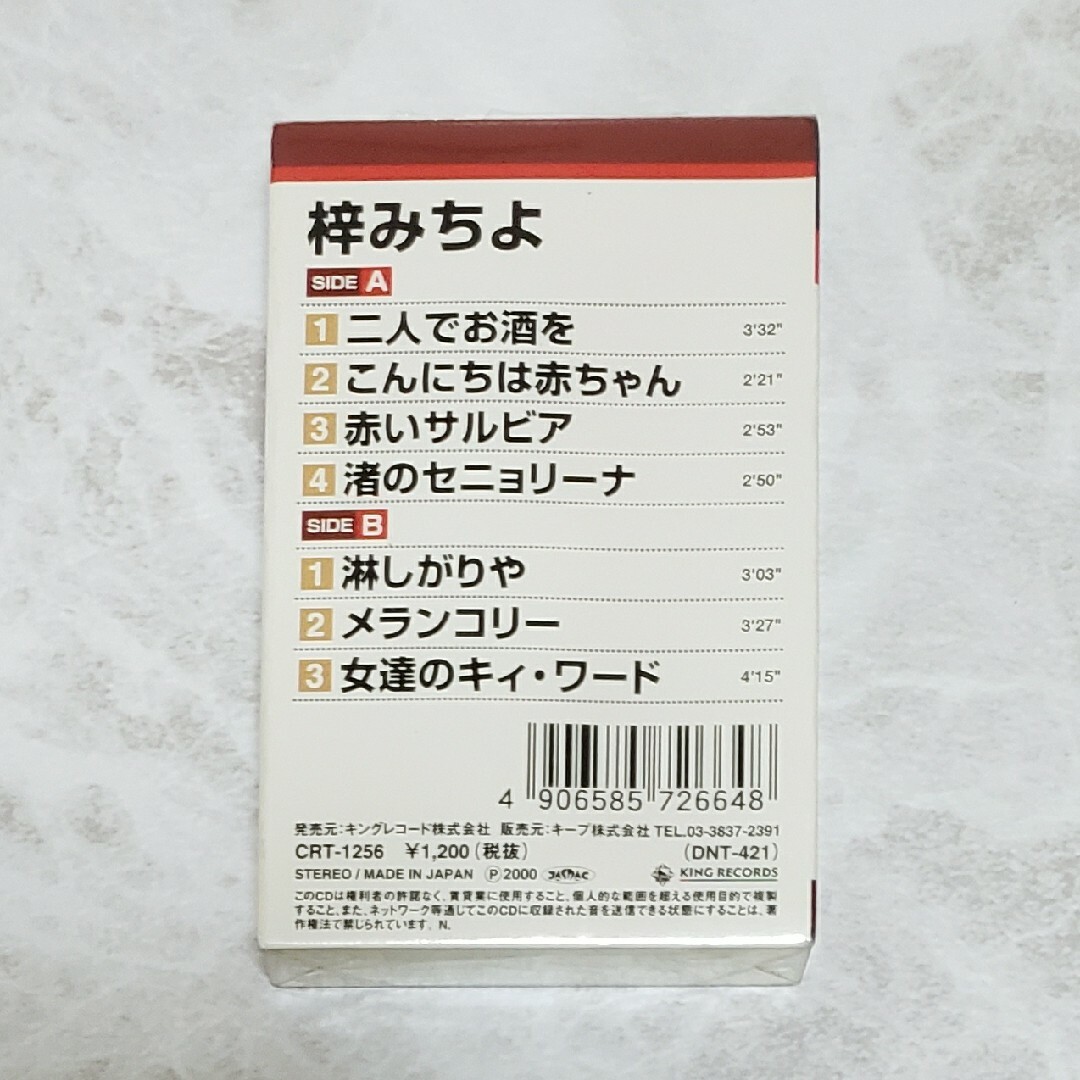 梓みちよ
SIDE A
1 二人でお酒を 3'32"
2 こんにちは赤ちゃん 2'21"
3 赤いサルビア 2'53"
4 渚のセニョリーナ 2'50"
SIDE B
1 淋しがりや 3'03"
2 メランコリー 3'27"
3 女達のキィ・ワード 4'15"
4 906585 726648
発売元:キングレコード株式会社 販売元:キープ株式会社 TEL.03-3837-2391
CRT-1256 ¥1,200(税抜) (DNT-421)
STEREO / MADE IN JAPAN Ⓟ2000 JASRAC KING RECORDS
このCDは権利者の許諾なく、賃貸業に使用すること、個人的な範囲を超える使用目的で複製
すること、また、ネットワーク等通じてこのCDに収録された音を送信できる状態にすることは、著
作権法で禁じられています。N.